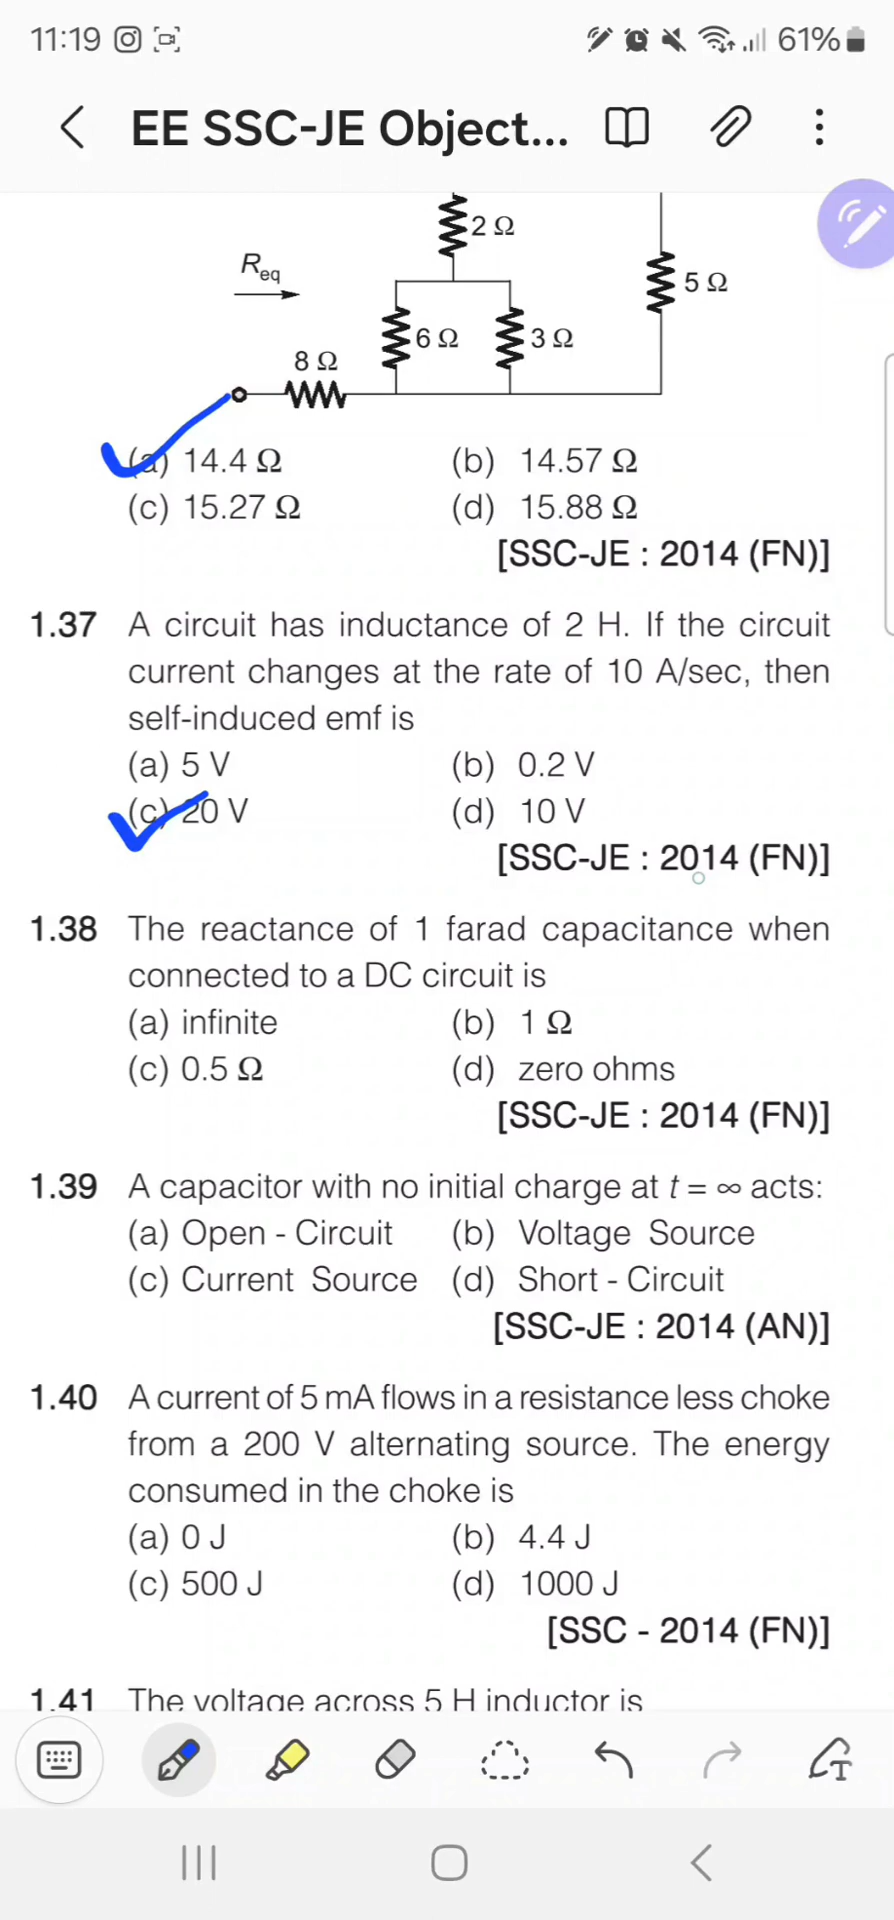 11:19 61%
EE SSC-JE Object...
2 Ω
Req
5 Ω
6 Ω 3 Ω
8 Ω
(a) 14.4 Ω (b) 14.57 Ω
(c) 15.27 Ω (d) 15.88 Ω
[SSC-JE : 2014 (FN)]
1.37 A circuit has inductance of 2 H. If the circuit
current changes at the rate of 10 A/sec, then
self-induced emf is
(a) 5 V (b) 0.2 V
(c) 20 V (d) 10 V
[SSC-JE : 2014 (FN)]
1.38 The reactance of 1 farad capacitance when
connected to a DC circuit is
(a) infinite (b) 1 Ω
(c) 0.5 Ω (d) zero ohms
[SSC-JE : 2014 (FN)]
1.39 A capacitor with no initial charge at t = ∞ acts:
(a) Open - Circuit (b) Voltage Source
(c) Current Source (d) Short - Circuit
[SSC-JE : 2014 (AN)]
1.40 A current of 5 mA flows in a resistance less choke
from a 200 V alternating source. The energy
consumed in the choke is
(a) 0 J (b) 4.4 J
(c) 500 J (d) 1000 J
[SSC - 2014 (FN)]
1.41 The voltage across 5 H inductor is
T